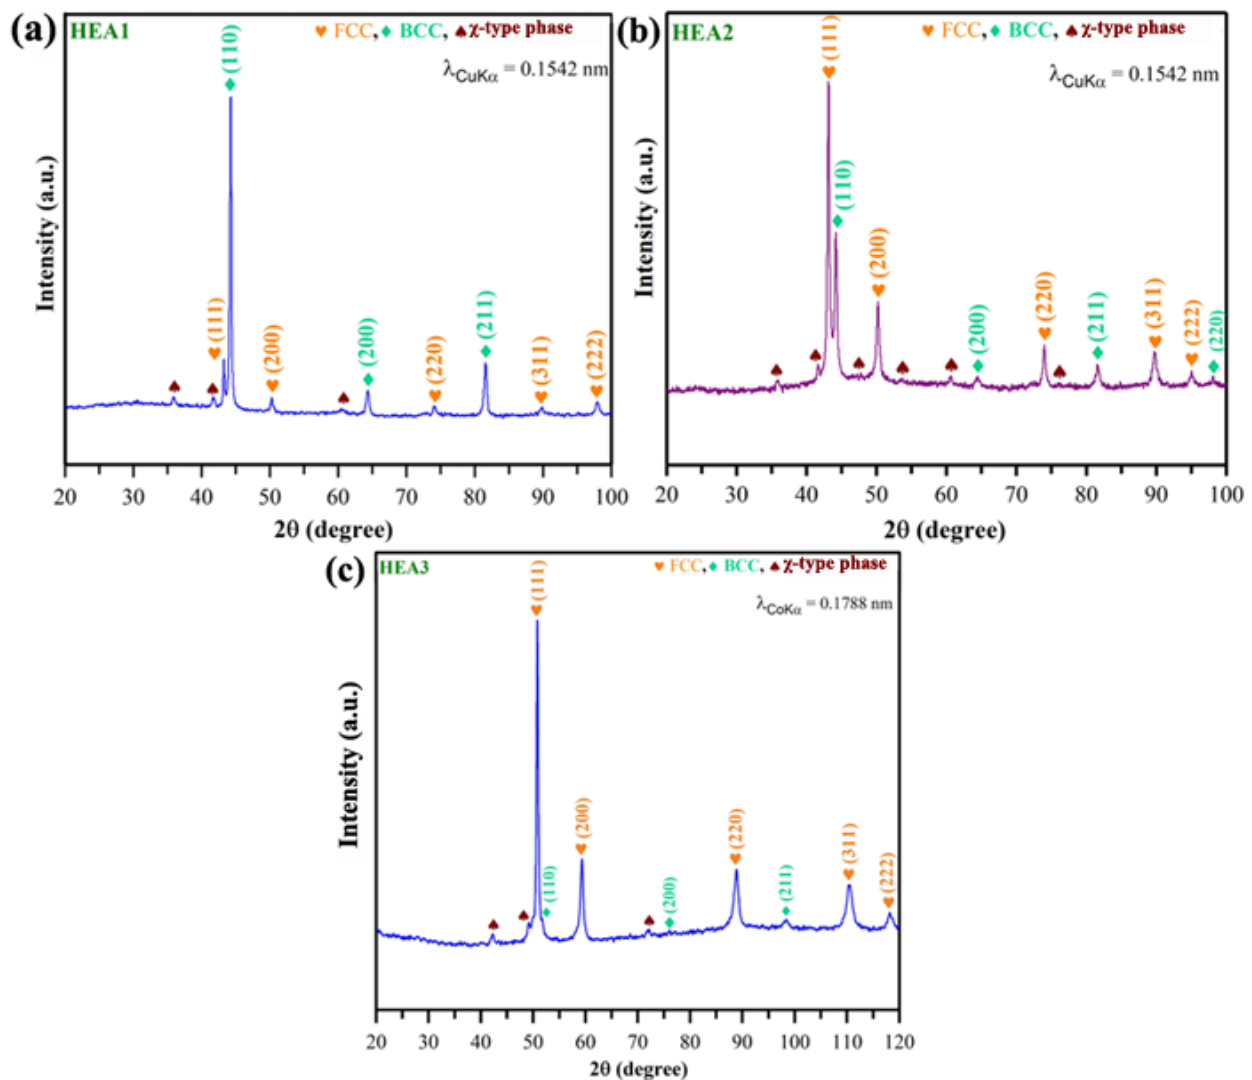 (a)
HEA1
♥ FCC,♦ BCC, ♠χ-type phase
λCuKα = 0.1542 nm
(110)
(111)
(200)
(200)
(220)
(211)
(311)
(222)
Intensity (a.u.)
20 30 40 50 60 70 80 90 100
2θ (degree)
(b)
HEA2
♥ FCC,♦ BCC, ♠χ-type phase
λCuKα = 0.1542 nm
(111)
(110)
(200)
(200)
(220)
(211)
(311)
(222)
(220)
Intensity (a.u.)
20 30 40 50 60 70 80 90 100
2θ (degree)
(c)
HEA3
♥ FCC,♦ BCC, ♠χ-type phase
λCoKα = 0.1788 nm
(111)
(110)
(200)
(200)
(220)
(211)
(311)
(222)
Intensity (a.u.)
20 30 40 50 60 70 80 90 100 110 120
2θ (degree)